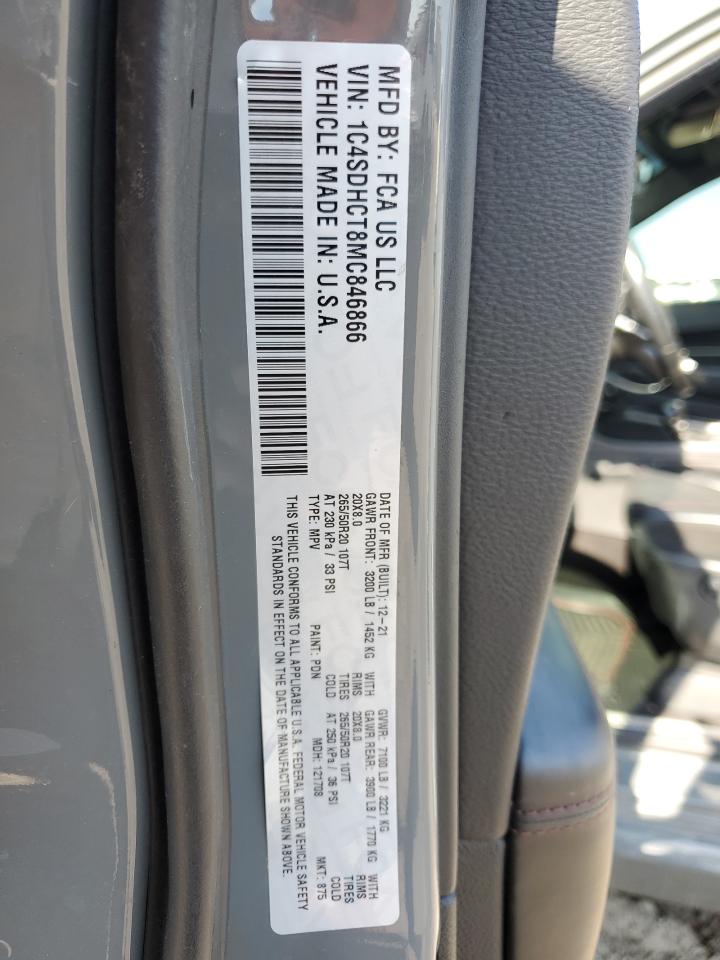 MFD BY: FCA US LLC
VIN: 1C4SDHCT8MC846866
VEHICLE MADE IN: U.S.A.
DATE OF MFR (BUILT): 12-21 GVWR: 7100 LB / 3221 KG
GAWR FRONT: 3200 LB / 1452 KG WITH GAWR REAR: 3900 LB / 1770 KG WITH
20X8.0 RIMS 20X8.0 RIMS
265/50R20 107T TIRES 265/50R20 107T TIRES
AT 230 kPa / 33 PSI COLD AT 250 kPa / 36 PSI COLD
TYPE: MPV PAINT: PDN MDH: 121708 MKT: 875
THIS VEHICLE CONFORMS TO ALL APPLICABLE U.S.A. FEDERAL MOTOR VEHICLE SAFETY
STANDARDS IN EFFECT ON THE DATE OF MANUFACTURE SHOWN ABOVE.